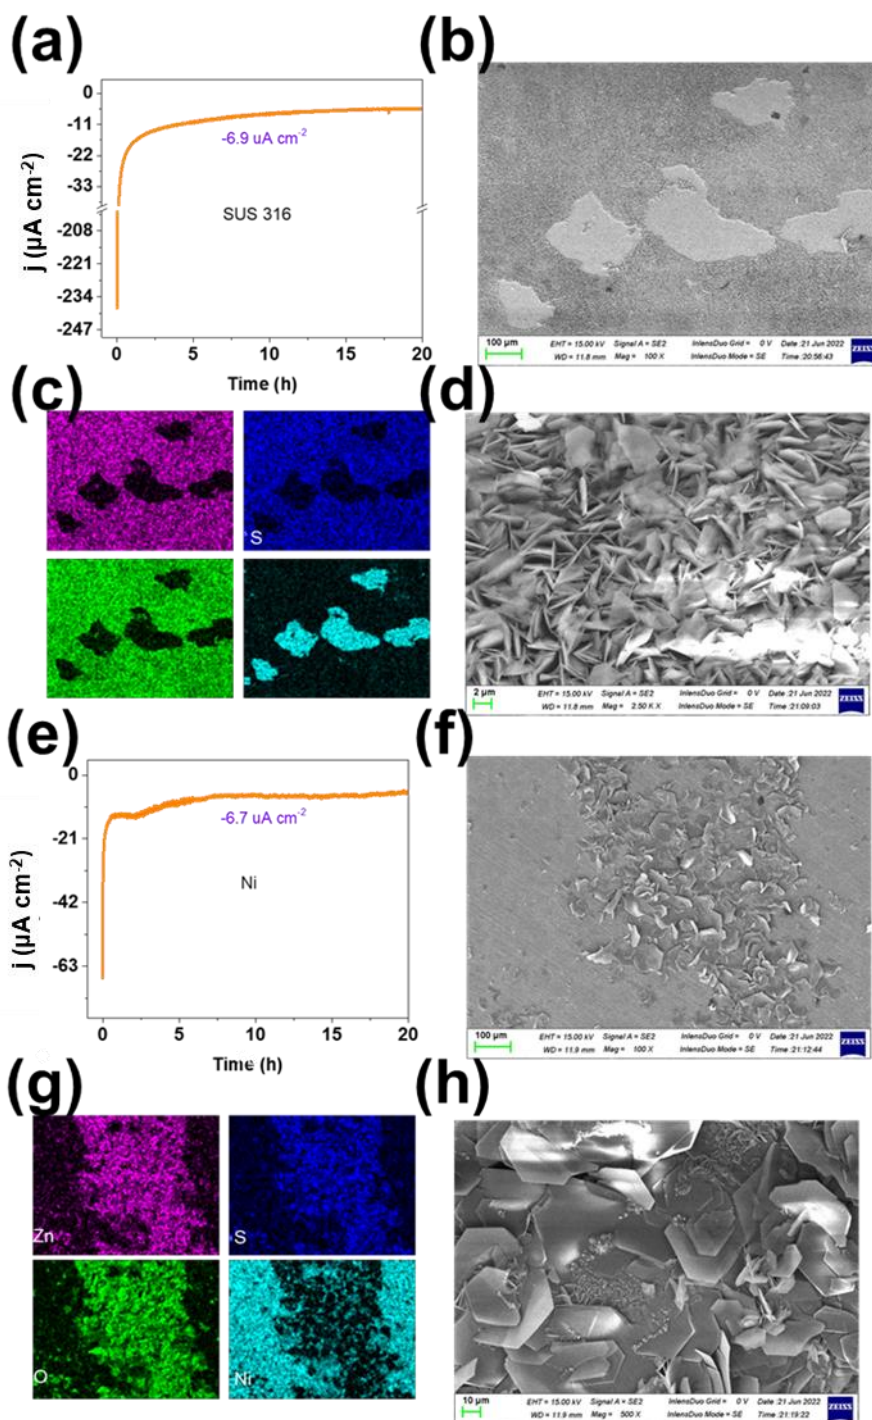 (a)
0
-11
-22
-33
-208
-221
-234
-247
j (µA cm-2)
-6.9 uA cm-2
SUS 316
0 5 10 15 20
Time (h)
(b)
100 µm
EHT = 15.00 kV Signal A = SE2 InlensDuo Grid = 0 V Date :21 Jun 2022
WD = 11.8 mm Mag = 100 X InlensDuo Mode = SE Time :20:56:43
ZEISS
(c)
S
(d)
2 µm
EHT = 15.00 kV Signal A = SE2 InlensDuo Grid = 0 V Date :21 Jun 2022
WD = 11.8 mm Mag = 2.50 K X InlensDuo Mode = SE Time :21:09:03
ZEISS
(e)
0
-21
-42
-63
j (µA cm-2)
-6.7 uA cm-2
Ni
0 5 10 15 20
Time (h)
(f)
100 µm
EHT = 15.00 kV Signal A = SE2 InlensDuo Grid = 0 V Date :21 Jun 2022
WD = 11.9 mm Mag = 100 X InlensDuo Mode = SE Time :21:12:44
ZEISS
(g)
Zn
S
O
Ni
(h)
10 µm
EHT = 15.00 kV Signal A = SE2 InlensDuo Grid = 0 V Date :21 Jun 2022
WD = 11.9 mm Mag = 500 X InlensDuo Mode = SE Time :21:19:22
ZEISS